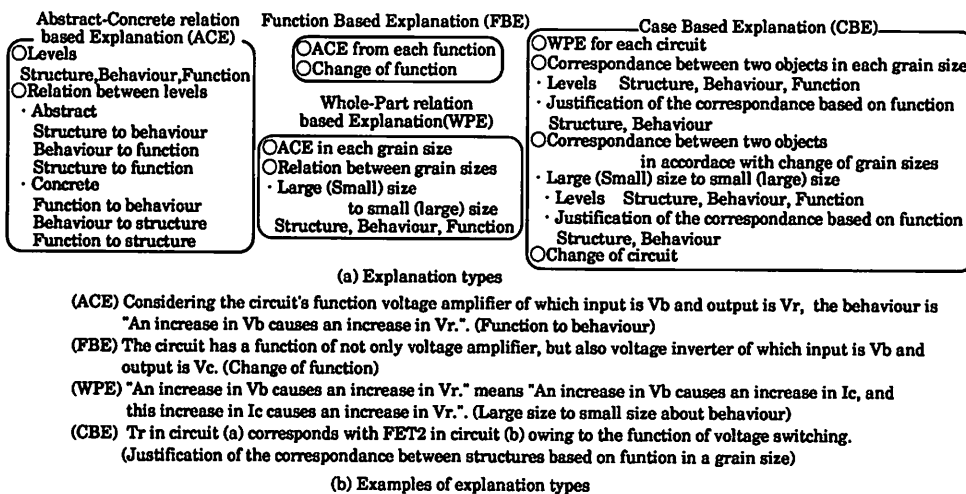 Abstract-Concrete relation
based Explanation (ACE)
○Levels
Structure,Behaviour,Function
○Relation between levels
· Abstract
Structure to behaviour
Behaviour to function
Structure to function
· Concrete
Function to behaviour
Behaviour to structure
Function to structure
Function Based Explanation (FBE)
○ACE from each function
○Change of function
Whole-Part relation
based Explanation(WPE)
○ACE in each grain size
○Relation between grain sizes
· Large (Small) size
to small (large) size
Structure, Behaviour, Function
Case Based Explanation (CBE)
○WPE for each circuit
○Correspondance between two objects in each grain size
· Levels Structure, Behaviour, Function
· Justification of the correspondance based on function
Structure, Behaviour
○Correspondance between two objects
in accordace with change of grain sizes
· Large (Small) size to small (large) size
· Levels Structure, Behaviour, Function
· Justification of the correspondance based on function
Structure, Behaviour
○Change of circuit
(a) Explanation types
(ACE) Considering the circuit's function voltage amplifier of which input is Vb and output is Vr, the behaviour is
"An increase in Vb causes an increase in Vr.". (Function to behaviour)
(FBE) The circuit has a function of not only voltage amplifier, but also voltage inverter of which input is Vb and
output is Vc. (Change of function)
(WPE) "An increase in Vb causes an increase in Vr." means "An increase in Vb causes an increase in Ic, and
this increase in Ic causes an increase in Vr.". (Large size to small size about behaviour)
(CBE) Tr in circuit (a) corresponds with FET2 in circuit (b) owing to the function of voltage switching.
(Justification of the correspondance between structures based on funtion in a grain size)
(b) Examples of explanation types